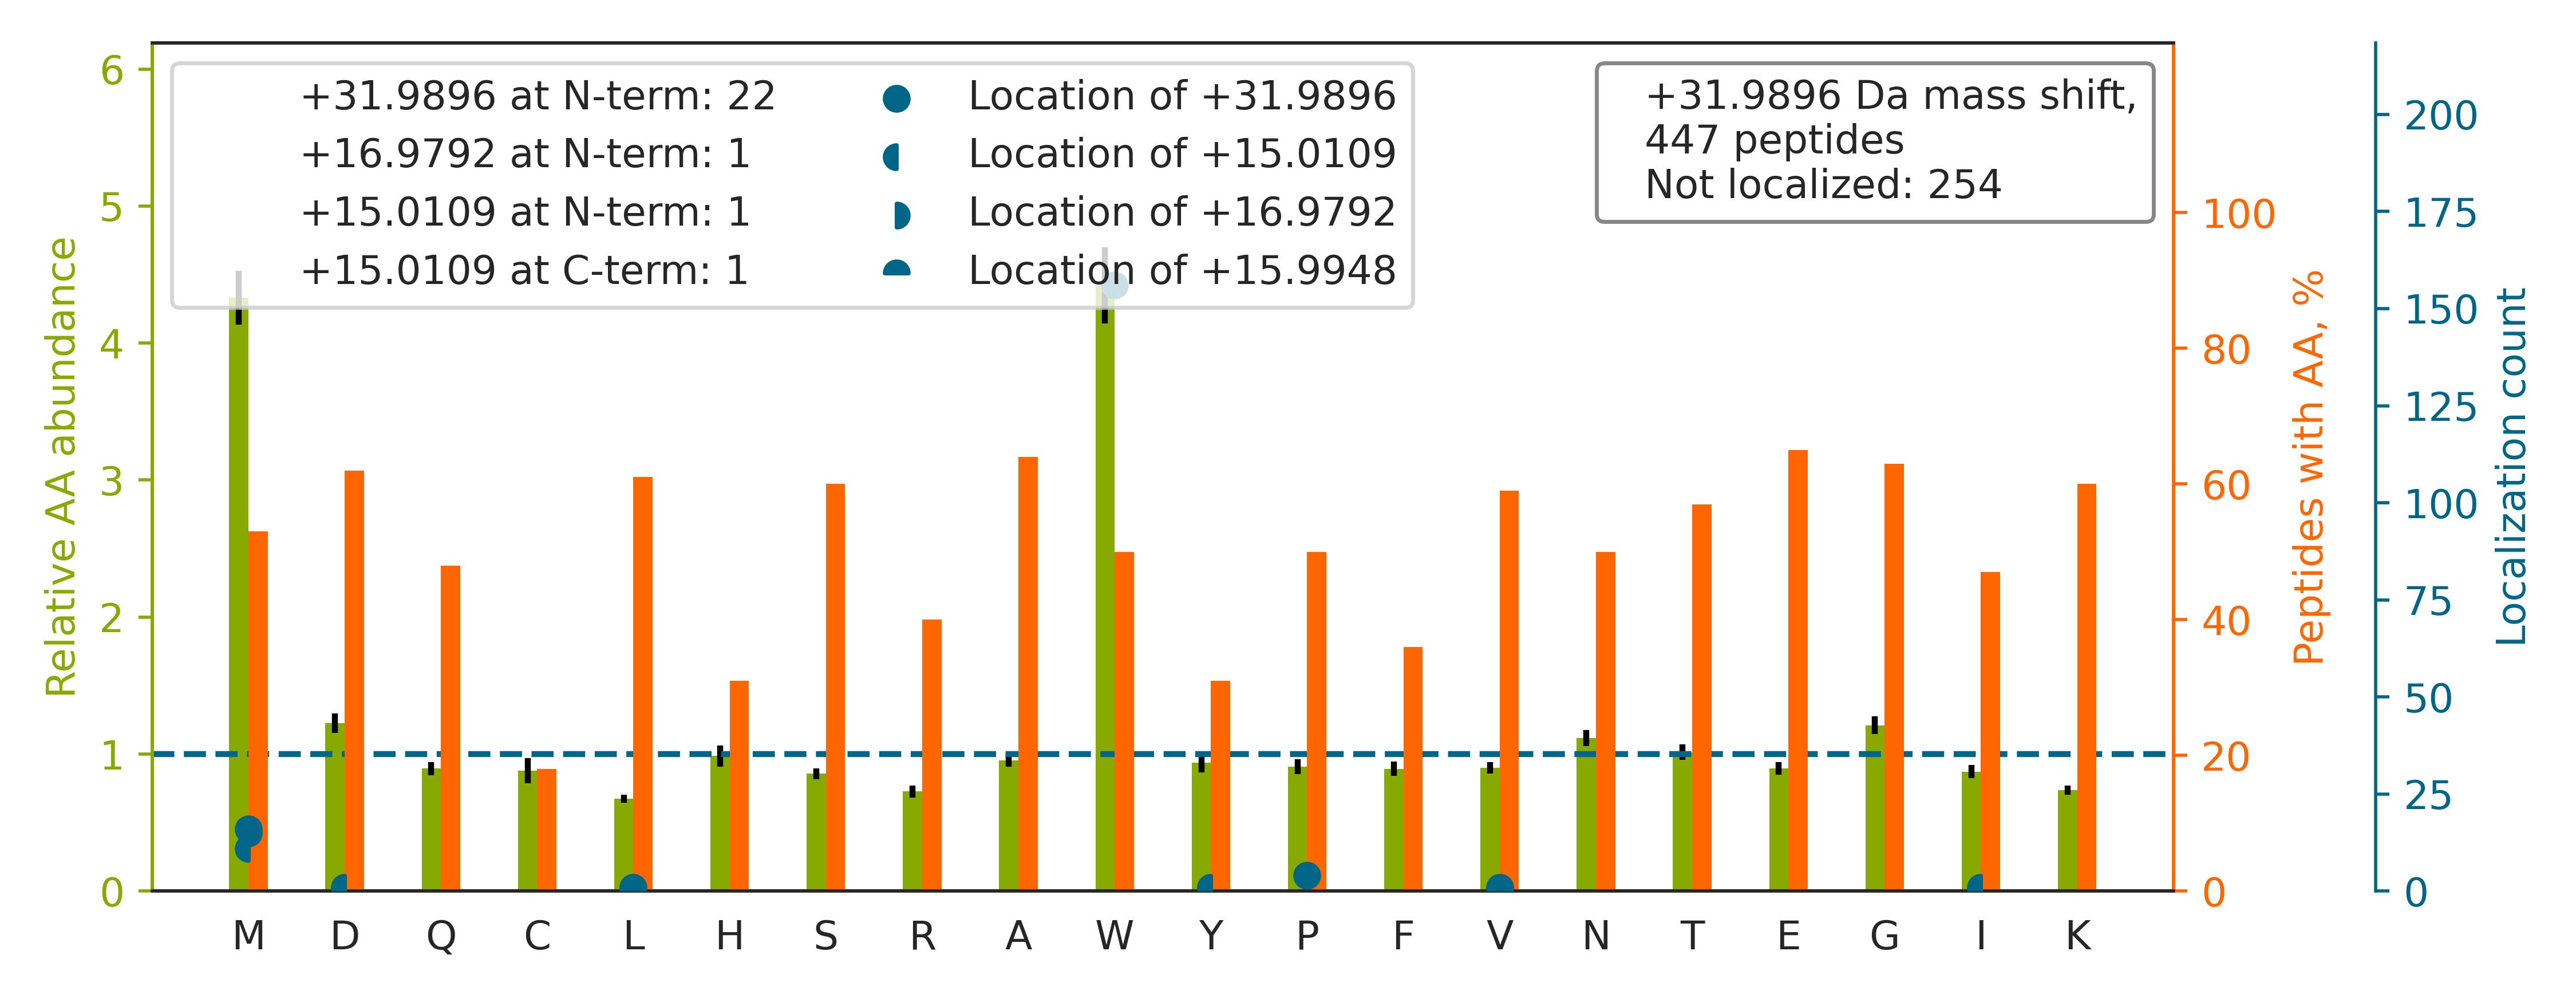 +31.9896 at N-term: 22
+16.9792 at N-term: 1
+15.0109 at N-term: 1
+15.0109 at C-term: 1
Location of +31.9896
Location of +15.0109
Location of +16.9792
Location of +15.9948
+31.9896 Da mass shift,
447 peptides
Not localized: 254
Relative AA abundance
6
5
4
3
2
1
0
Peptides with AA, %
100
80
60
40
20
0
Localization count
200
175
150
125
100
75
50
25
0
M D Q C L H S R A W Y P F V N T E G I K